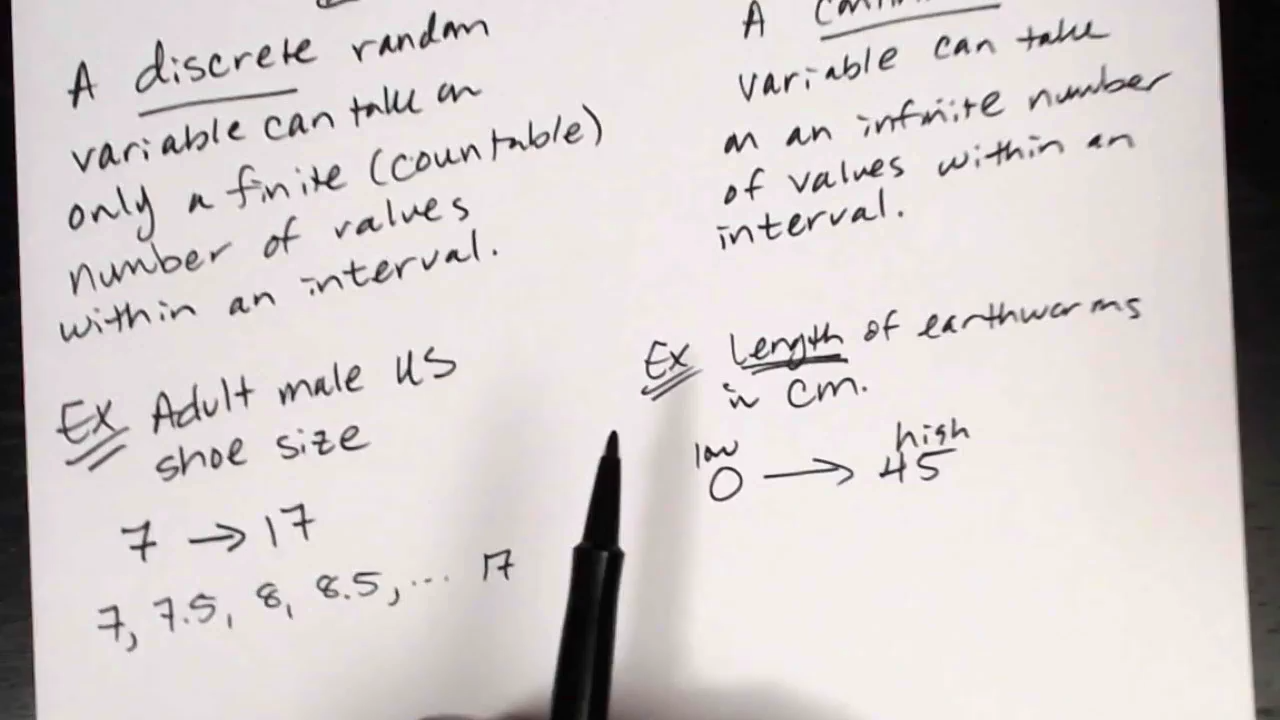 A discrete random
variable can take on
only a finite (countable)
number of values
within an interval.
Ex Adult male US
shoe size
7 → 17
7, 7.5, 8, 8.5, ... 17
A
variable can take
on an infinite number
of values within an
interval.
Ex Length of earthworms
in cm.
low high
0 → 45